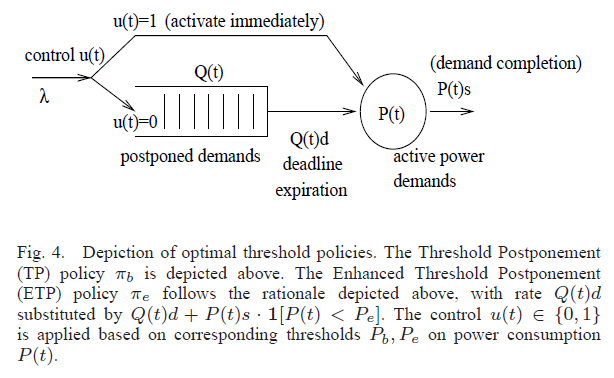 u(t)=1 (activate immediately)
control u(t)
λ
Q(t)
u(t)=0
postponed demands
Q(t)d
deadline
expiration
P(t)
(demand completion)
P(t)s
active power
demands
Fig. 4. Depiction of optimal threshold policies. The Threshold Postponement
(TP) policy π_b is depicted above. The Enhanced Threshold Postponement
(ETP) policy π_e follows the rationale depicted above, with rate Q(t)d
substituted by Q(t)d + P(t)s · 1[P(t) < P_e]. The control u(t) ∈ {0, 1}
is applied based on corresponding thresholds P_b, P_e on power consumption
P(t).